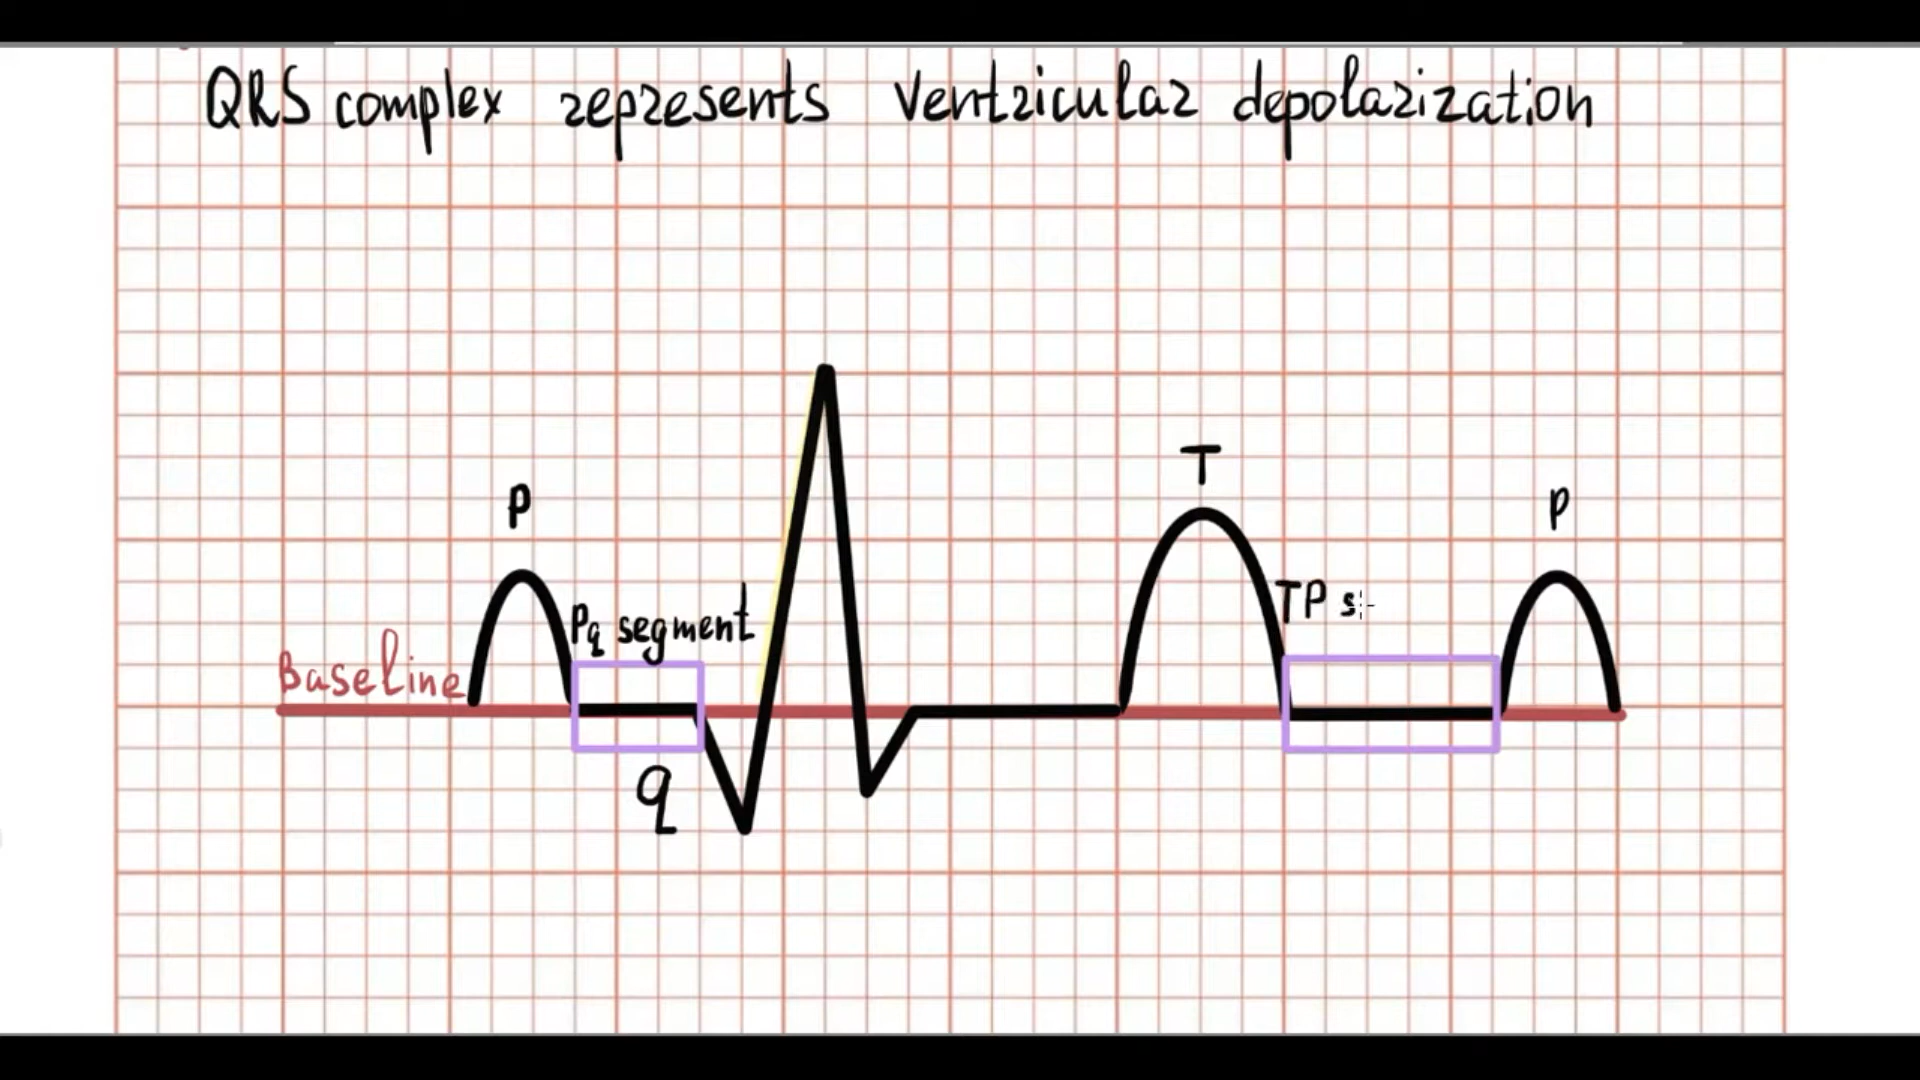 QRS complex represents Ventricular depolarization
T
P
P
TP s
Pq segment
Baseline
q